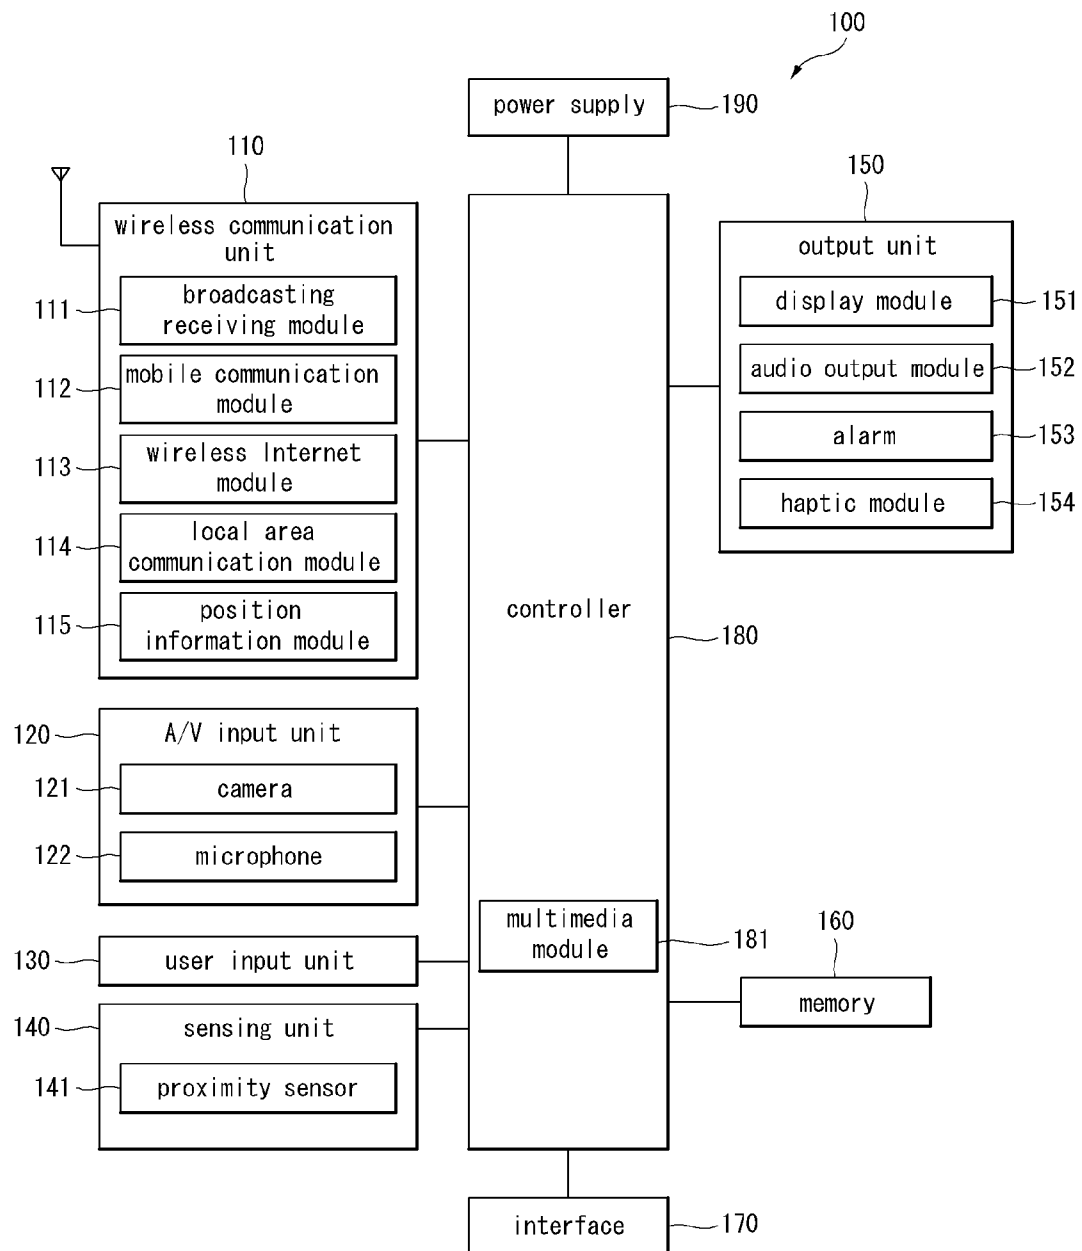 100
power supply
190
110
wireless communication
unit
111
broadcasting
receiving module
112
mobile communication
module
113
wireless Internet
module
114
local area
communication module
115
position
information module
120
A/V input unit
121
camera
122
microphone
130
user input unit
140
sensing unit
141
proximity sensor
controller
180
multimedia
module
181
150
output unit
display module
151
audio output module
152
alarm
153
haptic module
154
160
memory
interface
170